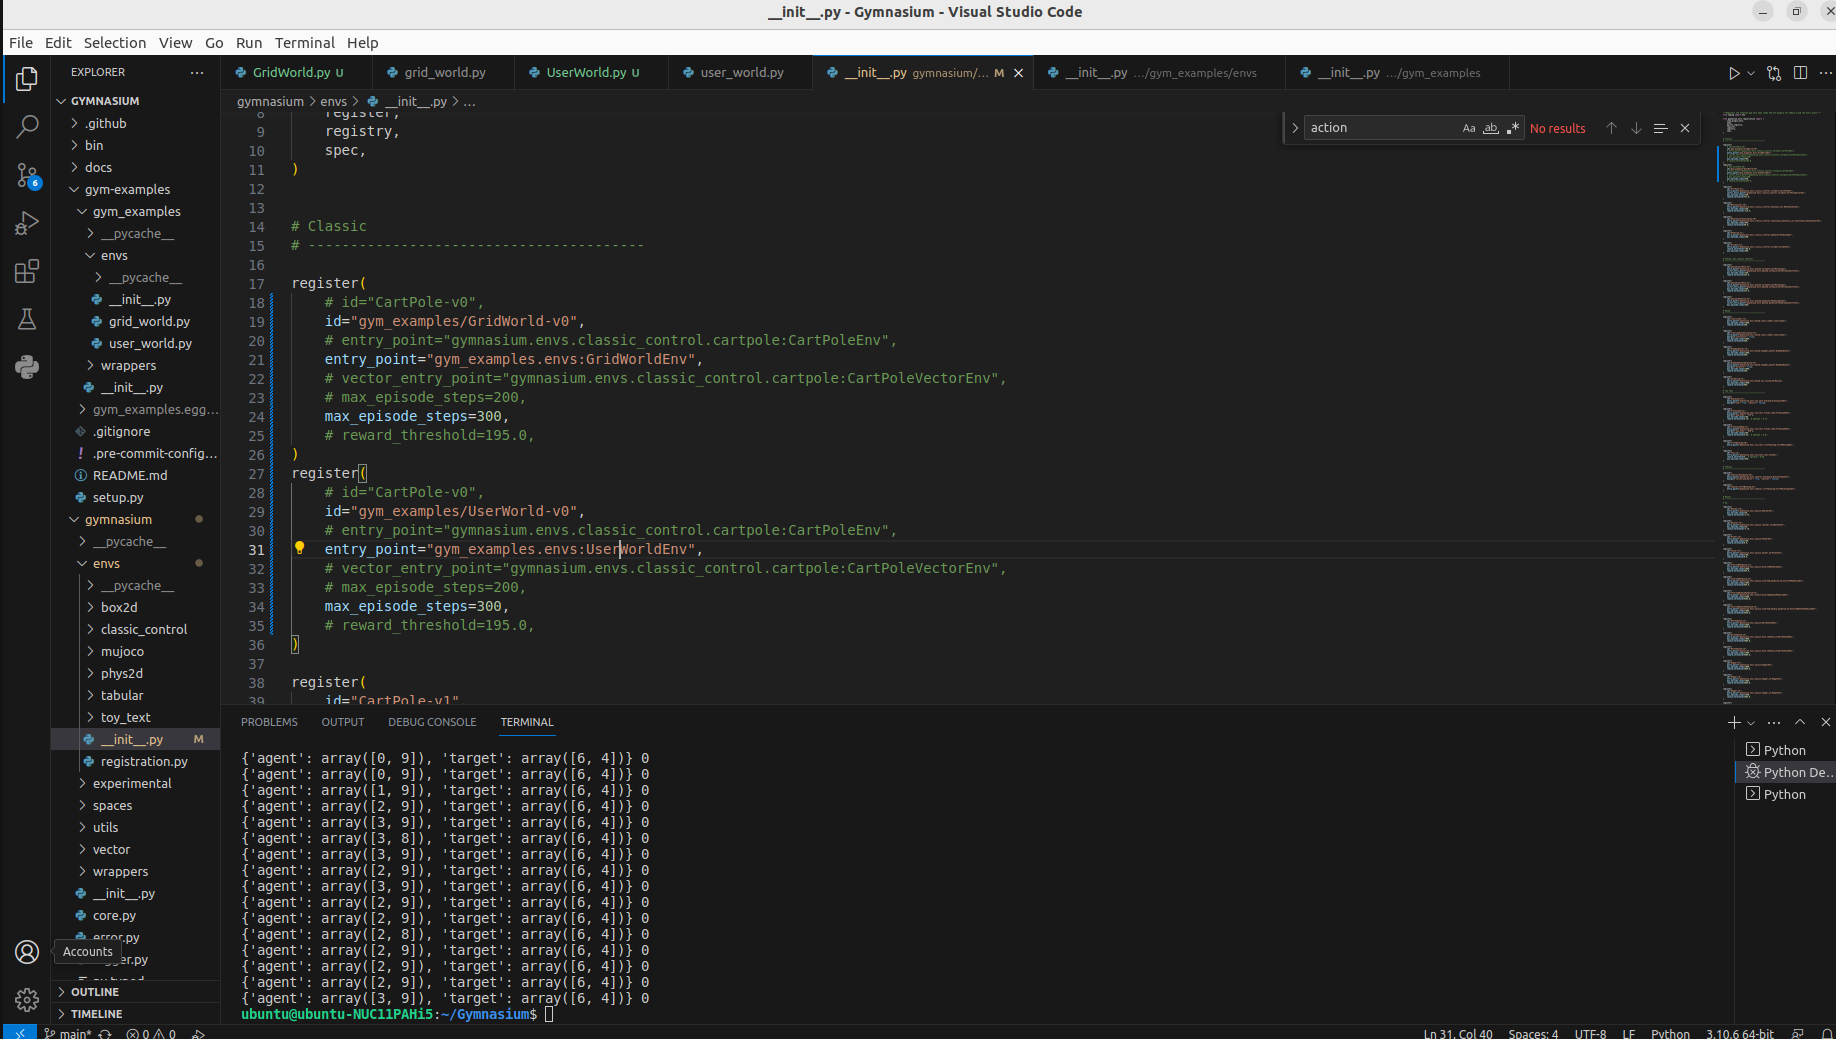 __init__.py - Gymnasium - Visual Studio Code
File Edit Selection View Go Run Terminal Help
EXPLORER
GridWorld.py U
grid_world.py
UserWorld.py U
user_world.py
__init__.py gymnasium/... M
__init__.py .../gym_examples/envs
__init__.py .../gym_examples
GYMNASIUM
.github
bin
docs
gym-examples
gym_examples
__pycache__
envs
__pycache__
__init__.py
grid_world.py
user_world.py
wrappers
__init__.py
gym_examples.egg...
.gitignore
.pre-commit-config...
README.md
setup.py
gymnasium
__pycache__
envs
__pycache__
box2d
classic_control
mujoco
phys2d
tabular
toy_text
__init__.py M
registration.py
experimental
spaces
utils
vector
wrappers
__init__.py
core.py
error.py
Accounts
OUTLINE
TIMELINE
6
gymnasium > envs > __init__.py > ...
action Aa ab .* No results
8 register,
9 registry,
10 spec,
11 )
12
13
14 # Classic
15 # ----------------------------------------
16
17 register(
18 # id="CartPole-v0",
19 id="gym_examples/GridWorld-v0",
20 # entry_point="gymnasium.envs.classic_control.cartpole:CartPoleEnv",
21 entry_point="gym_examples.envs:GridWorldEnv",
22 # vector_entry_point="gymnasium.envs.classic_control.cartpole:CartPoleVectorEnv",
23 # max_episode_steps=200,
24 max_episode_steps=300,
25 # reward_threshold=195.0,
26 )
27 register(
28 # id="CartPole-v0",
29 id="gym_examples/UserWorld-v0",
30 # entry_point="gymnasium.envs.classic_control.cartpole:CartPoleEnv",
31 entry_point="gym_examples.envs:UserWorldEnv",
32 # vector_entry_point="gymnasium.envs.classic_control.cartpole:CartPoleVectorEnv",
33 # max_episode_steps=200,
34 max_episode_steps=300,
35 # reward_threshold=195.0,
36 )
37
38 register(
39 id="CartPole-v1",
PROBLEMS OUTPUT DEBUG CONSOLE TERMINAL
{'agent': array([0, 9]), 'target': array([6, 4])} 0
{'agent': array([0, 9]), 'target': array([6, 4])} 0
{'agent': array([1, 9]), 'target': array([6, 4])} 0
{'agent': array([2, 9]), 'target': array([6, 4])} 0
{'agent': array([3, 9]), 'target': array([6, 4])} 0
{'agent': array([3, 8]), 'target': array([6, 4])} 0
{'agent': array([3, 9]), 'target': array([6, 4])} 0
{'agent': array([2, 9]), 'target': array([6, 4])} 0
{'agent': array([3, 9]), 'target': array([6, 4])} 0
{'agent': array([2, 9]), 'target': array([6, 4])} 0
{'agent': array([2, 9]), 'target': array([6, 4])} 0
{'agent': array([2, 8]), 'target': array([6, 4])} 0
{'agent': array([2, 9]), 'target': array([6, 4])} 0
{'agent': array([2, 9]), 'target': array([6, 4])} 0
{'agent': array([2, 9]), 'target': array([6, 4])} 0
{'agent': array([3, 9]), 'target': array([6, 4])} 0
ubuntu@ubuntu-NUC11PAHi5:~/Gymnasium$
Python
Python De...
Python
main* 0 0
Ln 31, Col 40 Spaces: 4 UTF-8 LF Python 3.10.6 64-bit